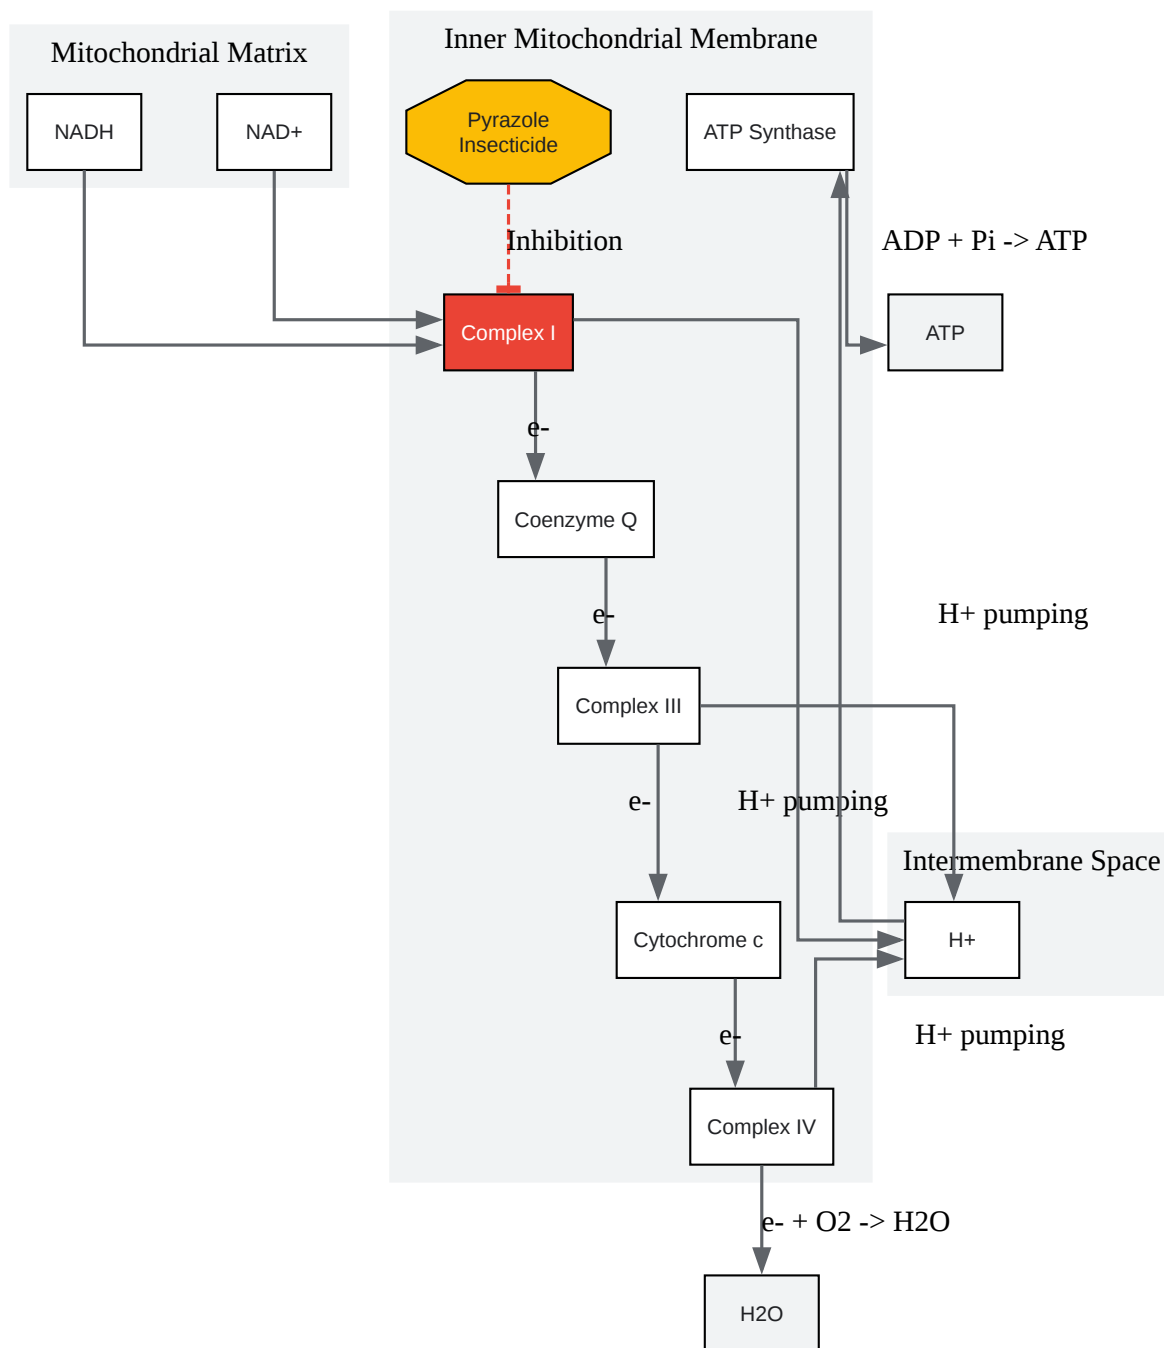 Mitochondrial Matrix
Inner Mitochondrial Membrane
NADH
NAD+
Pyrazole
Insecticide
ATP Synthase
Inhibition
ADP + Pi -> ATP
Complex I
ATP
e-
Coenzyme Q
e-
H+ pumping
Complex III
e-
H+ pumping
Intermembrane Space
Cytochrome c
H+
e-
H+ pumping
Complex IV
e- + O2 -> H2O
H2O